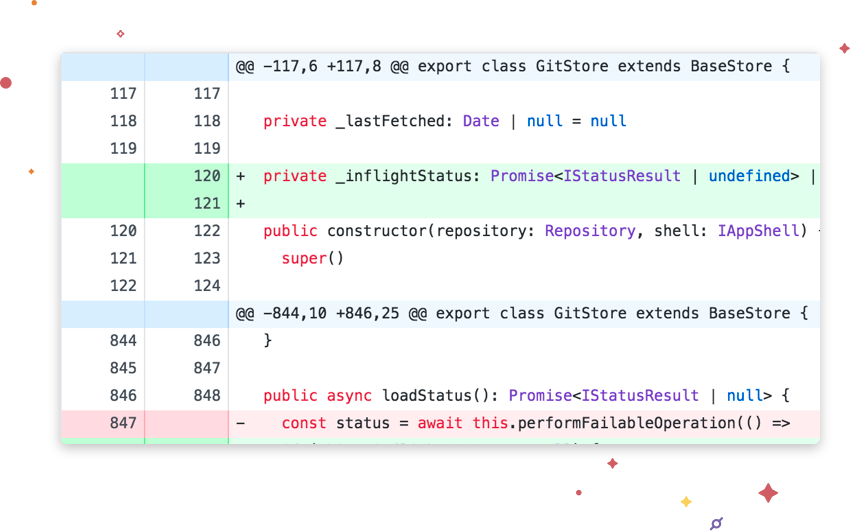 @@ -117,6 +117,8 @@ export class GitStore extends BaseStore {
117 117
118 118 private _lastFetched: Date | null = null
119 119
120 + private _inflightStatus: Promise<IStatusResult | undefined> |
121 +
120 122 public constructor(repository: Repository, shell: IAppShell)
121 123 super()
122 124
@@ -844,10 +846,25 @@ export class GitStore extends BaseStore {
844 846 }
845 847
846 848 public async loadStatus(): Promise<IStatusResult | null> {
847 - const status = await this.performFailableOperation(() =>